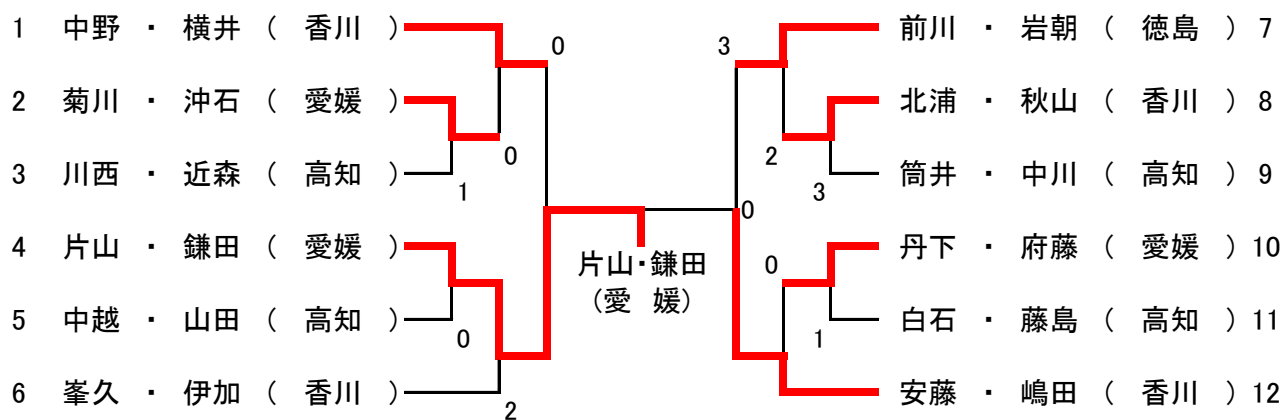 1 中野 ・ 横井 ( 香川 )
0
2 菊川 ・ 沖石 ( 愛媛 )
0
3 川西 ・ 近森 ( 高知 )
1
4 片山 ・ 鎌田 ( 愛媛 )
5 中越 ・ 山田 ( 高知 )
0
6 峯久 ・ 伊加 ( 香川 )
2
片山・鎌田
(愛 媛)
3
前川 ・ 岩朝 ( 徳島 ) 7
北浦 ・ 秋山 ( 香川 ) 8
2
筒井 ・ 中川 ( 高知 ) 9
3
0
丹下 ・ 府藤 ( 愛媛 ) 10
0
白石 ・ 藤島 ( 高知 ) 11
1
安藤 ・ 嶋田 ( 香川 ) 12